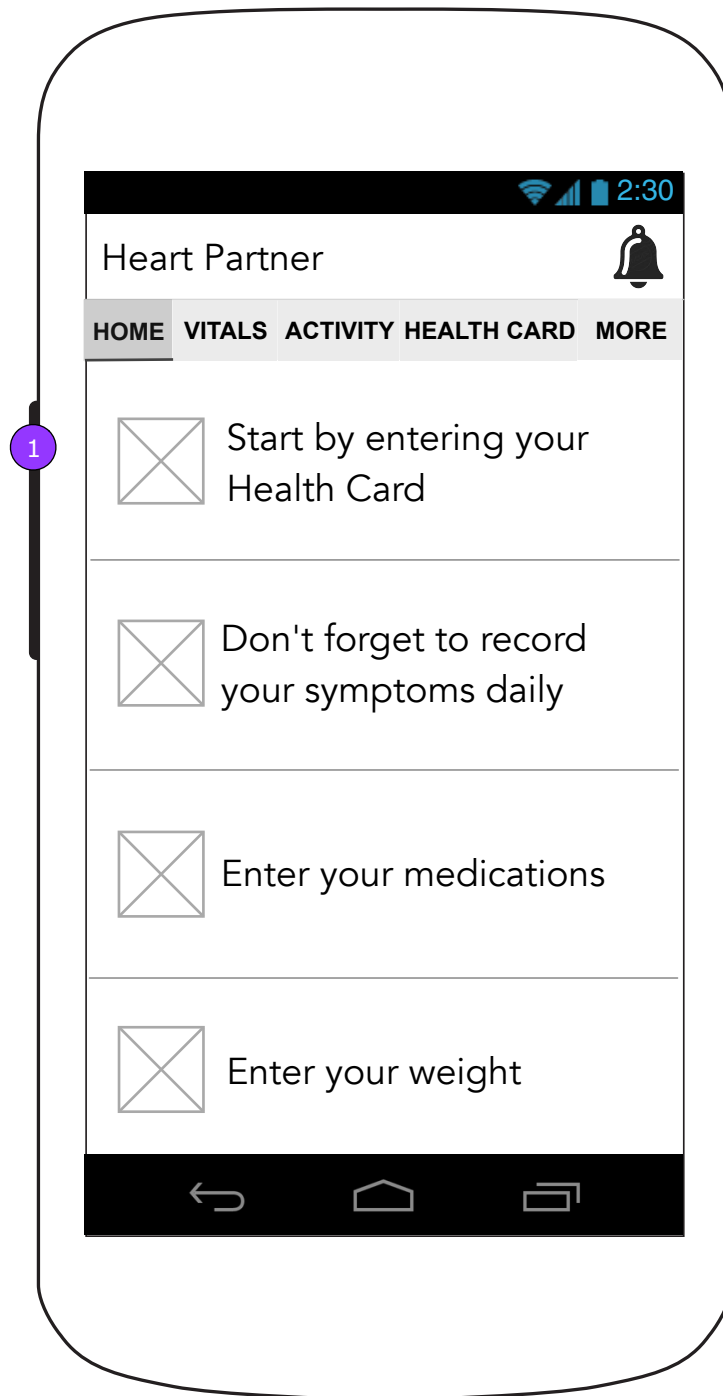 2:30
Heart Partner
HOME VITALS ACTIVITY HEALTH CARD MORE
1
Start by entering your
Health Card
Don't forget to record
your symptoms daily
Enter your medications
Enter your weight